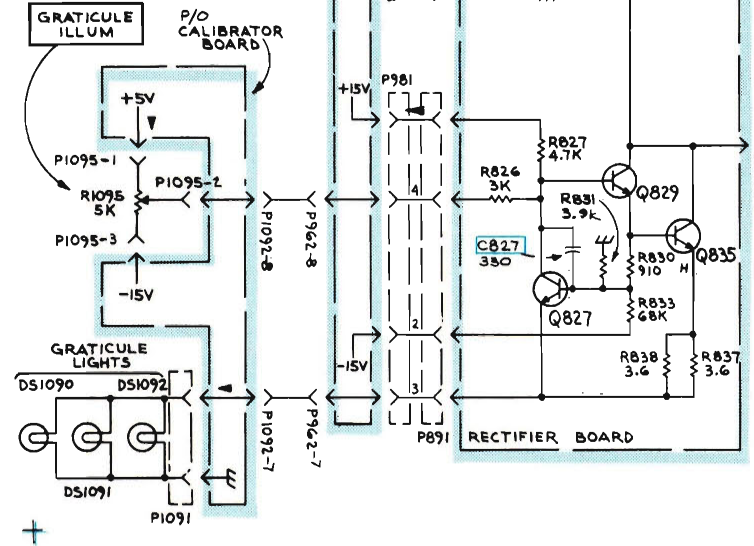 GRATICULE
ILLUM
P/O
CALIBRATOR
BOARD
+5V
P1095-1
P1095-2
R1095
5K
P1095-3
-15V
GRATICULE
LIGHTS
DS1090
DS1092
DS1091
P1091
P1092-8
P962-8
P1092-7
P962-7
+15V
P981
4
2
-15V
3
P891
RECTIFIER BOARD
R827
4.7K
R826
3K
Q829
R831
3.9K
C827
330
R830
910
H
Q835
Q827
R833
68K
R838
3.6
R837
3.6